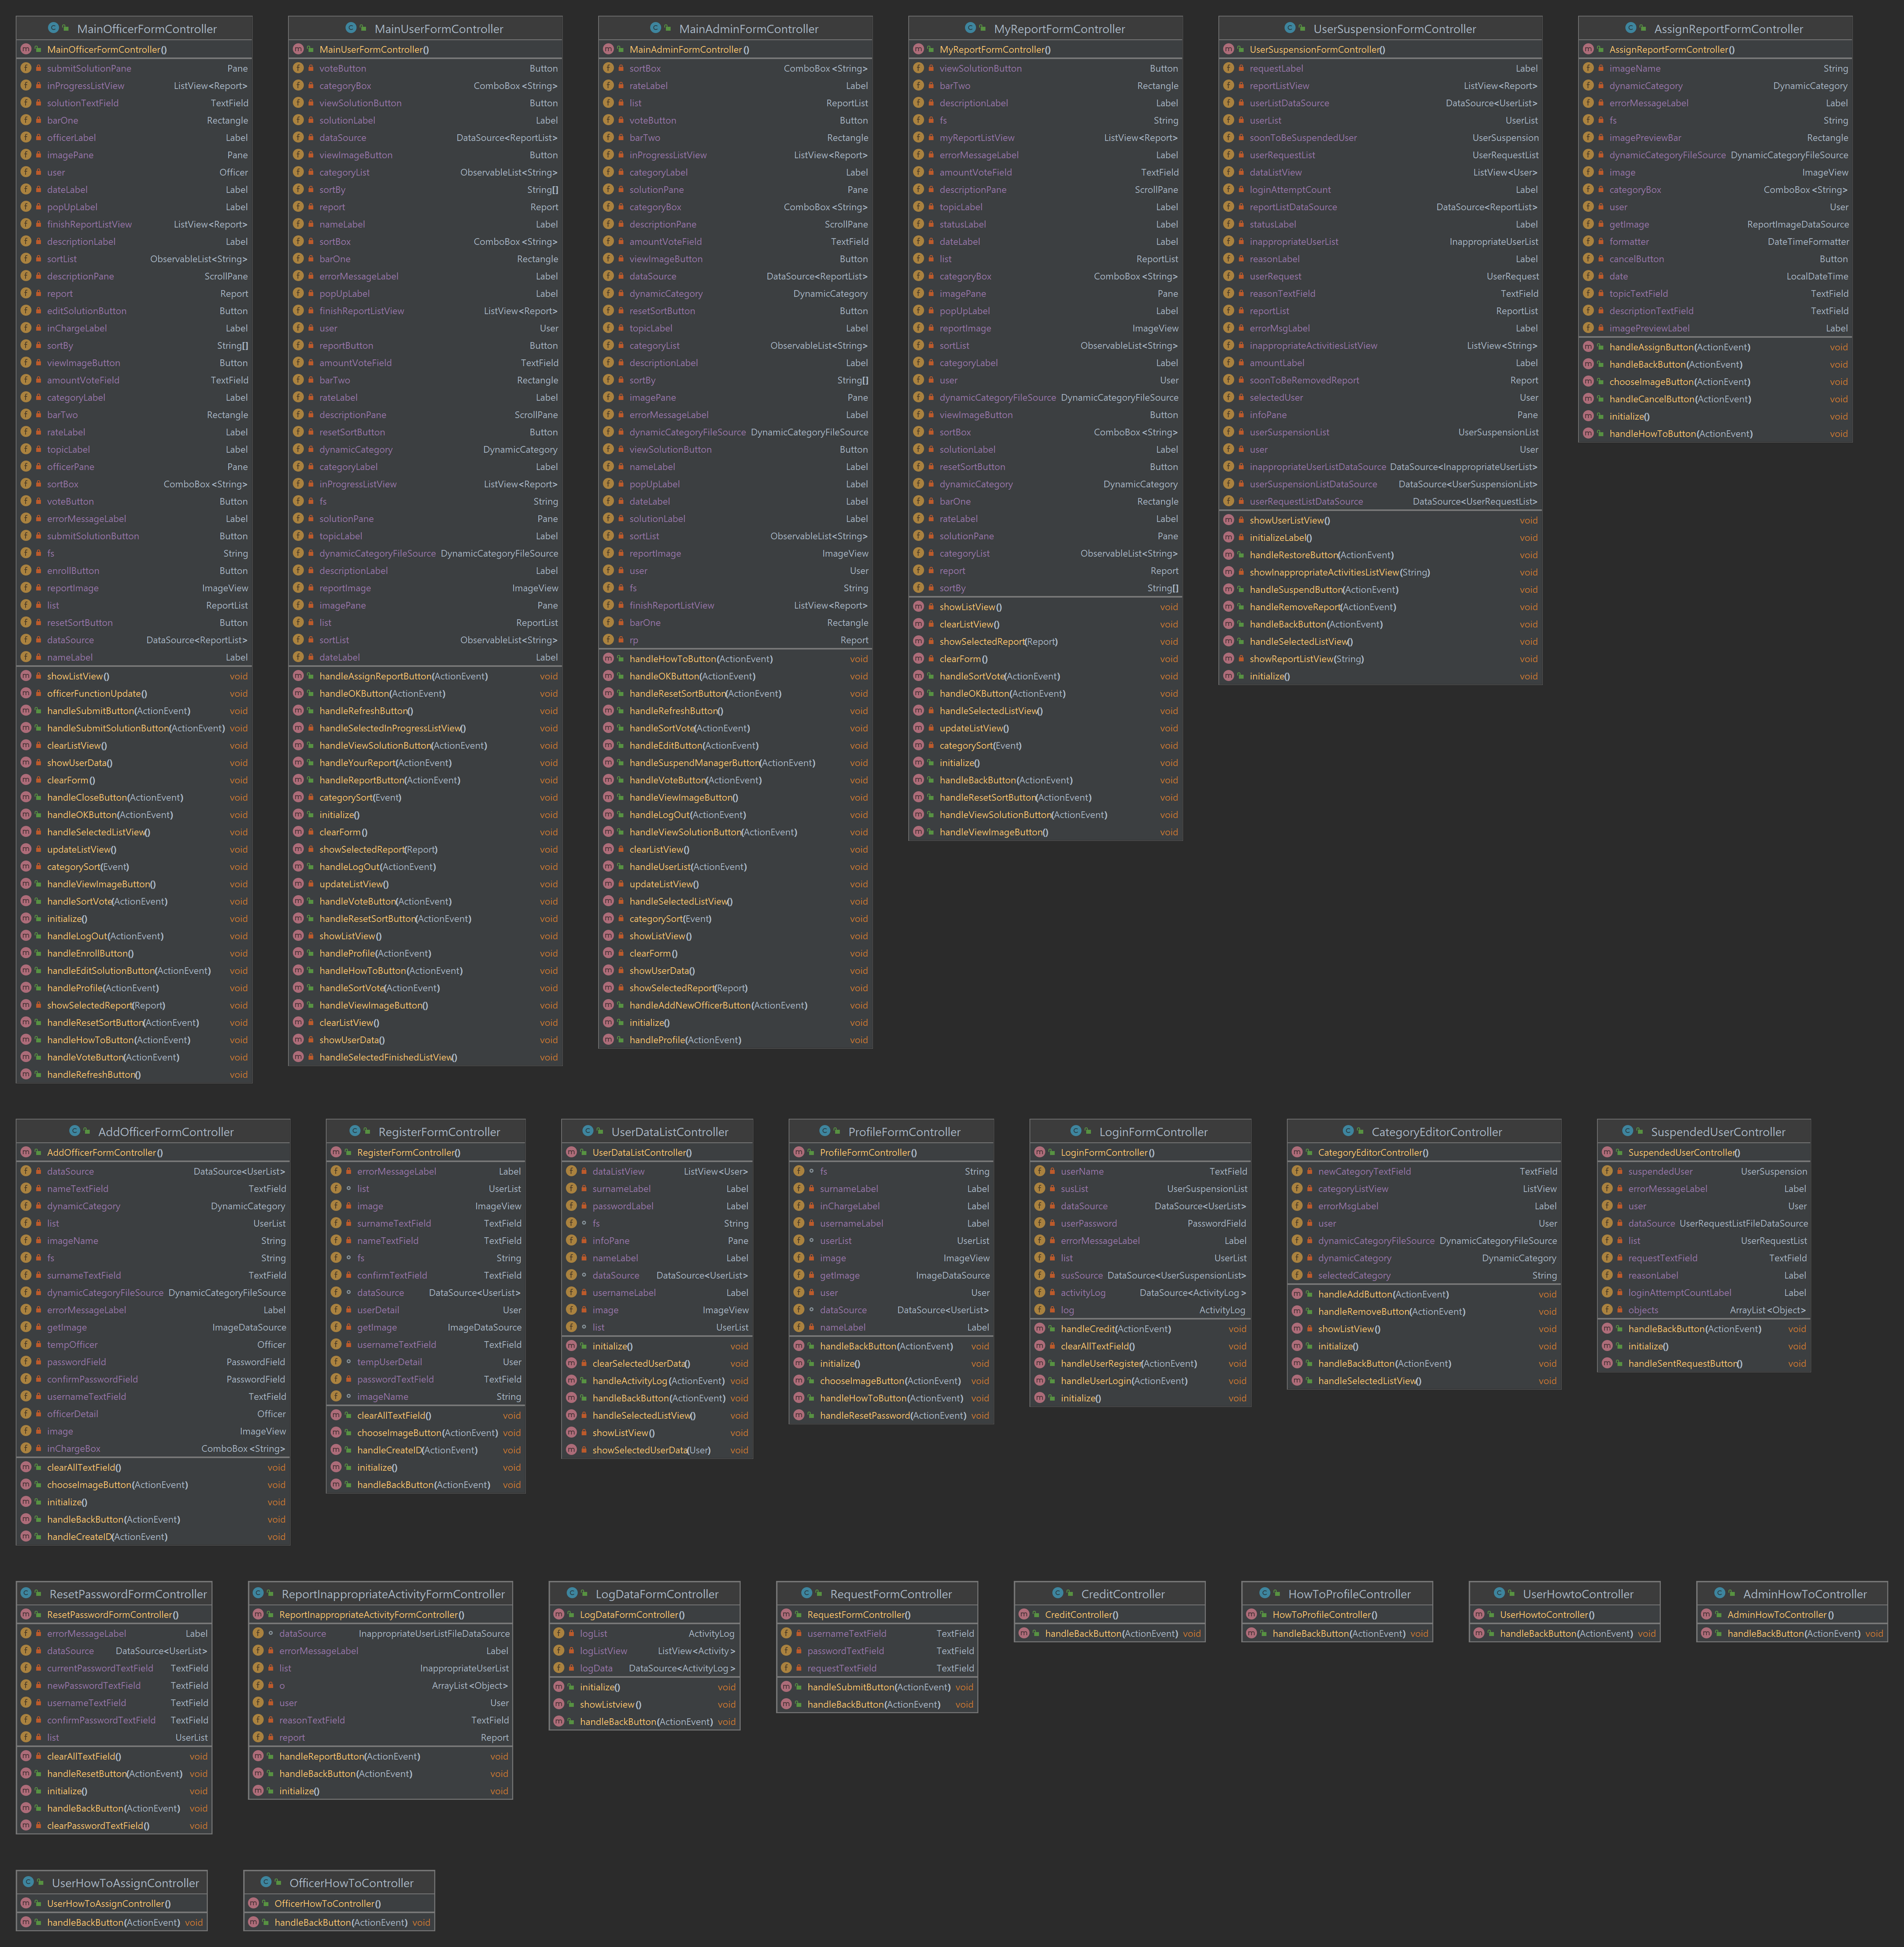 MainOfficerFormController
MainOfficerFormController()
submitSolutionPane Pane
inProgressListView ListView<Report>
solutionTextField TextField
barOne Rectangle
officerLabel Label
imagePane Pane
user Officer
dateLabel Label
popUpLabel Label
finishReportListView ListView<Report>
descriptionLabel Label
sortList ObservableList<String>
descriptionPane ScrollPane
report Report
editSolutionButton Button
inChargeLabel Label
sortBy String[]
viewImageButton Button
amountVoteField TextField
categoryLabel Label
barTwo Rectangle
rateLabel Label
topicLabel Label
officerPane Pane
sortBox ComboBox<String>
voteButton Button
errorMessageLabel Label
submitSolutionButton Button
fs String
enrollButton Button
reportImage ImageView
list ReportList
resetSortButton Button
dataSource DataSource<ReportList>
nameLabel Label
showListView() void
officerFunctionUpdate() void
handleSubmitButton(ActionEvent) void
handleSubmitSolutionButton(ActionEvent) void
clearListView() void
showUserData() void
clearForm() void
handleCloseButton(ActionEvent) void
handleOKButton(ActionEvent) void
handleSelectedListView() void
updateListView() void
categorySort(Event) void
handleViewImageButton() void
handleSortVote(ActionEvent) void
initialize() void
handleLogOut(ActionEvent) void
handleEnrollButton() void
handleEditSolutionButton(ActionEvent) void
handleProfile(ActionEvent) void
showSelectedReport(Report) void
handleResetSortButton(ActionEvent) void
handleHowToButton(ActionEvent) void
handleVoteButton(ActionEvent) void
handleRefreshButton() void
MainUserFormController
MainUserFormController()
voteButton Button
categoryBox ComboBox<String>
viewSolutionButton Button
solutionLabel Label
dataSource DataSource<ReportList>
viewImageButton Button
categoryList ObservableList<String>
sortBy String[]
report Report
nameLabel Label
sortBox ComboBox<String>
barOne Rectangle
errorMessageLabel Label
popUpLabel Label
finishReportListView ListView<Report>
user User
reportButton Button
amountVoteField TextField
barTwo Rectangle
rateLabel Label
descriptionPane ScrollPane
resetSortButton Button
dynamicCategory DynamicCategory
categoryLabel Label
inProgressListView ListView<Report>
fs String
solutionPane Pane
topicLabel Label
dynamicCategoryFileSource DynamicCategoryFileSource
descriptionLabel Label
reportImage ImageView
imagePane Pane
list ReportList
sortList ObservableList<String>
dateLabel Label
handleAssignReportButton(ActionEvent) void
handleOKButton(ActionEvent) void
handleRefreshButton() void
handleSelectedInProgressListView() void
handleViewSolutionButton(ActionEvent) void
handleYourReport(ActionEvent) void
handleReportButton(ActionEvent) void
categorySort(Event) void
initialize() void
clearForm() void
showSelectedReport(Report) void
handleLogOut(ActionEvent) void
updateListView() void
handleVoteButton(ActionEvent) void
handleResetSortButton(ActionEvent) void
showListView() void
handleProfile(ActionEvent) void
handleHowToButton(ActionEvent) void
handleSortVote(ActionEvent) void
handleViewImageButton() void
clearListView() void
showUserData() void
handleSelectedFinishedListView() void
MainAdminFormController
MainAdminFormController()
sortBox ComboBox<String>
rateLabel Label
list ReportList
voteButton Button
barTwo Rectangle
inProgressListView ListView<Report>
categoryLabel Label
solutionPane Pane
categoryBox ComboBox<String>
descriptionPane ScrollPane
amountVoteField TextField
viewImageButton Button
dataSource DataSource<ReportList>
dynamicCategory DynamicCategory
resetSortButton Button
topicLabel Label
categoryList ObservableList<String>
descriptionLabel Label
sortBy String[]
imagePane Pane
errorMessageLabel Label
dynamicCategoryFileSource DynamicCategoryFileSource
viewSolutionButton Button
nameLabel Label
popUpLabel Label
dateLabel Label
solutionLabel Label
sortList ObservableList<String>
reportImage ImageView
user User
fs String
finishReportListView ListView<Report>
barOne Rectangle
rp Report
handleHowToButton(ActionEvent) void
handleOKButton(ActionEvent) void
handleResetSortButton(ActionEvent) void
handleRefreshButton() void
handleSortVote(ActionEvent) void
handleEditButton(ActionEvent) void
handleSuspendManagerButton(ActionEvent) void
handleVoteButton(ActionEvent) void
handleViewImageButton() void
handleLogOut(ActionEvent) void
handleViewSolutionButton(ActionEvent) void
clearListView() void
handleUserList(ActionEvent) void
updateListView() void
handleSelectedListView() void
categorySort(Event) void
showListView() void
clearForm() void
showUserData() void
showSelectedReport(Report) void
handleAddNewOfficerButton(ActionEvent) void
initialize() void
handleProfile(ActionEvent) void
MyReportFormController
MyReportFormController()
viewSolutionButton Button
barTwo Rectangle
descriptionLabel Label
fs String
myReportListView ListView<Report>
errorMessageLabel Label
amountVoteField TextField
descriptionPane ScrollPane
topicLabel Label
statusLabel Label
dateLabel Label
list ReportList
categoryBox ComboBox<String>
imagePane Pane
popUpLabel Label
reportImage ImageView
sortList ObservableList<String>
categoryLabel Label
user User
dynamicCategoryFileSource DynamicCategoryFileSource
viewImageButton Button
sortBox ComboBox<String>
solutionLabel Label
resetSortButton Button
dynamicCategory DynamicCategory
barOne Rectangle
rateLabel Label
solutionPane Pane
categoryList ObservableList<String>
report Report
sortBy String[]
showListView() void
clearListView() void
showSelectedReport(Report) void
clearForm() void
handleSortVote(ActionEvent) void
handleOKButton(ActionEvent) void
handleSelectedListView() void
updateListView() void
categorySort(Event) void
initialize() void
handleBackButton(ActionEvent) void
handleResetSortButton(ActionEvent) void
handleViewSolutionButton(ActionEvent) void
handleViewImageButton() void
UserSuspensionFormController
UserSuspensionFormController()
requestLabel Label
reportListView ListView<Report>
userListDataSource DataSource<UserList>
userList UserList
soonToBeSuspendedUser UserSuspension
userRequestList UserRequestList
dataListView ListView<User>
loginAttemptCount Label
reportListDataSource DataSource<ReportList>
statusLabel Label
inappropriateUserList InappropriateUserList
reasonLabel Label
userRequest UserRequest
reasonTextField TextField
reportList ReportList
errorMsgLabel Label
inappropriateActivitiesListView ListView<String>
amountLabel Label
soonToBeRemovedReport Report
selectedUser User
infoPane Pane
userSuspensionList UserSuspensionList
user User
inappropriateUserListDataSource DataSource<InappropriateUserList>
userSuspensionListDataSource DataSource<UserSuspensionList>
userRequestListDataSource DataSource<UserRequestList>
showUserListView() void
initializeLabel() void
handleRestoreButton(ActionEvent) void
showInappropriateActivitiesListView(String) void
handleSuspendButton(ActionEvent) void
handleRemoveReport(ActionEvent) void
handleBackButton(ActionEvent) void
handleSelectedListView() void
showReportListView(String) void
initialize() void
AssignReportFormController
AssignReportFormController()
imageName String
dynamicCategory DynamicCategory
errorMessageLabel Label
fs String
imagePreviewBar Rectangle
dynamicCategoryFileSource DynamicCategoryFileSource
image ImageView
categoryBox ComboBox<String>
user User
getImage ReportImageDataSource
formatter DateTimeFormatter
cancelButton Button
date LocalDateTime
topicTextField TextField
descriptionTextField TextField
imagePreviewLabel Label
handleAssignButton(ActionEvent) void
handleBackButton(ActionEvent) void
chooseImageButton(ActionEvent) void
handleCancelButton(ActionEvent) void
initialize() void
handleHowToButton(ActionEvent) void
AddOfficerFormController
AddOfficerFormController()
dataSource DataSource<UserList>
nameTextField TextField
dynamicCategory DynamicCategory
list UserList
imageName String
fs String
surnameTextField TextField
dynamicCategoryFileSource DynamicCategoryFileSource
errorMessageLabel Label
getImage ImageDataSource
tempOfficer Officer
passwordField PasswordField
confirmPasswordField PasswordField
usernameTextField TextField
officerDetail Officer
image ImageView
inChargeBox ComboBox<String>
clearAllTextField() void
chooseImageButton(ActionEvent) void
initialize() void
handleBackButton(ActionEvent) void
handleCreateID(ActionEvent) void
RegisterFormController
RegisterFormController()
errorMessageLabel Label
list UserList
image ImageView
surnameTextField TextField
nameTextField TextField
fs String
confirmTextField TextField
dataSource DataSource<UserList>
userDetail User
getImage ImageDataSource
usernameTextField TextField
tempUserDetail User
passwordTextField TextField
imageName String
clearAllTextField() void
chooseImageButton(ActionEvent) void
handleCreateID(ActionEvent) void
initialize() void
handleBackButton(ActionEvent) void
UserDataListController
UserDataListController()
dataListView ListView<User>
surnameLabel Label
passwordLabel Label
fs String
infoPane Pane
nameLabel Label
dataSource DataSource<UserList>
usernameLabel Label
image ImageView
list UserList
initialize() void
clearSelectedUserData() void
handleActivityLog(ActionEvent) void
handleBackButton(ActionEvent) void
handleSelectedListView() void
showListView() void
showSelectedUserData(User) void
ProfileFormController
ProfileFormController()
fs String
surnameLabel Label
inChargeLabel Label
usernameLabel Label
userList UserList
image ImageView
getImage ImageDataSource
user User
dataSource DataSource<UserList>
nameLabel Label
handleBackButton(ActionEvent) void
initialize() void
chooseImageButton(ActionEvent) void
handleHowToButton(ActionEvent) void
handleResetPassword(ActionEvent) void
LoginFormController
LoginFormController()
userName TextField
susList UserSuspensionList
dataSource DataSource<UserList>
userPassword PasswordField
errorMessageLabel Label
list UserList
susSource DataSource<UserSuspensionList>
activityLog DataSource<ActivityLog>
log ActivityLog
handleCredit(ActionEvent) void
clearAllTextField() void
handleUserRegister(ActionEvent) void
handleUserLogin(ActionEvent) void
initialize() void
CategoryEditorController
CategoryEditorController()
newCategoryTextField TextField
categoryListView ListView
errorMsgLabel Label
user User
dynamicCategoryFileSource DynamicCategoryFileSource
dynamicCategory DynamicCategory
selectedCategory String
handleAddButton(ActionEvent) void
handleRemoveButton(ActionEvent) void
showListView() void
initialize() void
handleBackButton(ActionEvent) void
handleSelectedListView() void
SuspendedUserController
SuspendedUserController()
suspendedUser UserSuspension
errorMessageLabel Label
user User
dataSource UserRequestListFileDataSource
list UserRequestList
requestTextField TextField
reasonLabel Label
loginAttemptCountLabel Label
objects ArrayList<Object>
handleBackButton(ActionEvent) void
initialize() void
handleSentRequestButton() void
ResetPasswordFormController
ResetPasswordFormController()
errorMessageLabel Label
dataSource DataSource<UserList>
currentPasswordTextField TextField
newPasswordTextField TextField
usernameTextField TextField
confirmPasswordTextField TextField
list UserList
clearAllTextField() void
handleResetButton(ActionEvent) void
initialize() void
handleBackButton(ActionEvent) void
clearPasswordTextField() void
ReportInappropriateActivityFormController
ReportInappropriateActivityFormController()
dataSource InappropriateUserListFileDataSource
errorMessageLabel Label
list InappropriateUserList
o ArrayList<Object>
user User
reasonTextField TextField
report Report
handleReportButton(ActionEvent) void
handleBackButton(ActionEvent) void
initialize() void
LogDataFormController
LogDataFormController()
logList ActivityLog
logListView ListView<Activity>
logData DataSource<ActivityLog>
initialize() void
showListview() void
handleBackButton(ActionEvent) void
RequestFormController
RequestFormController()
usernameTextField TextField
passwordTextField TextField
requestTextField TextField
handleSubmitButton(ActionEvent) void
handleBackButton(ActionEvent) void
CreditController
CreditController()
handleBackButton(ActionEvent) void
HowToProfileController
HowToProfileController()
handleBackButton(ActionEvent) void
UserHowtoController
UserHowtoController()
handleBackButton(ActionEvent) void
AdminHowToController
AdminHowToController()
handleBackButton(ActionEvent) void
UserHowToAssignController
UserHowToAssignController()
handleBackButton(ActionEvent) void
OfficerHowToController
OfficerHowToController()
handleBackButton(ActionEvent) void